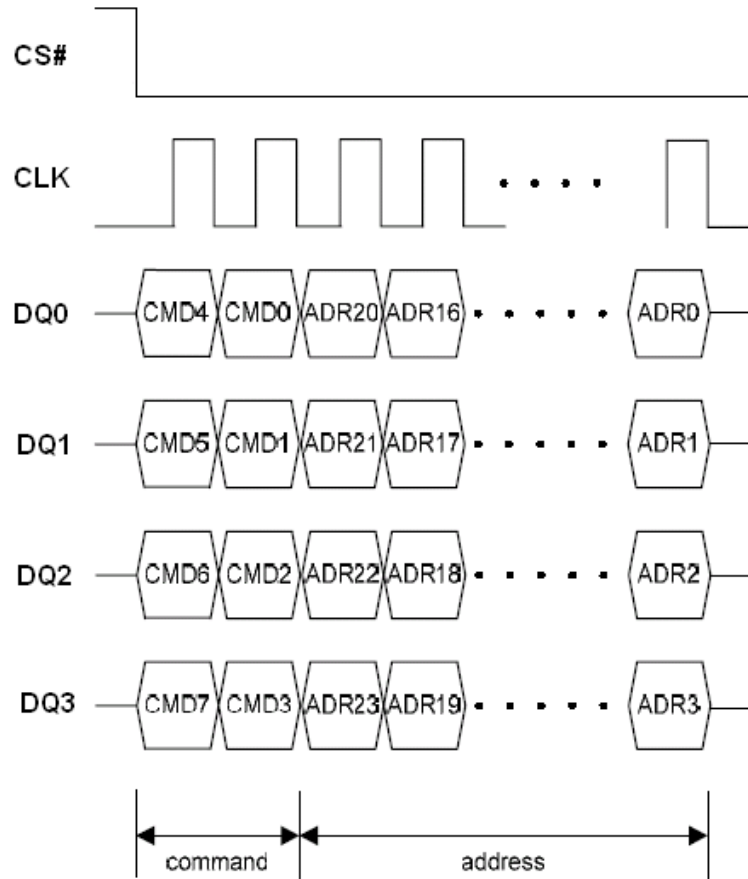 CS#
CLK
DQ0 CMD4 CMD0 ADR20 ADR16 ADR0
DQ1 CMD5 CMD1 ADR21 ADR17 ADR1
DQ2 CMD6 CMD2 ADR22 ADR18 ADR2
DQ3 CMD7 CMD3 ADR23 ADR19 ADR3
command address